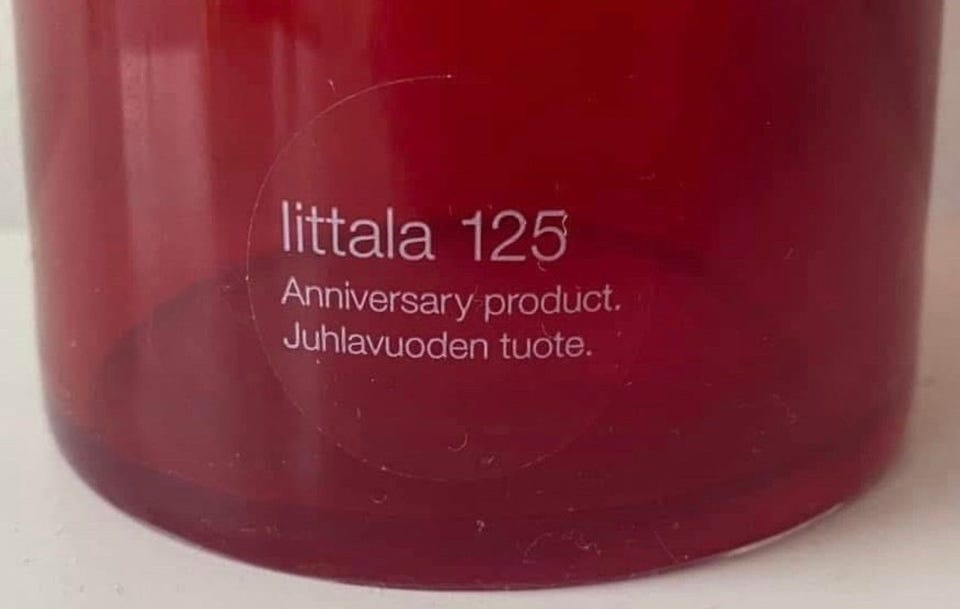 Iittala 125
Anniversary product.
Juhlavuoden tuote.